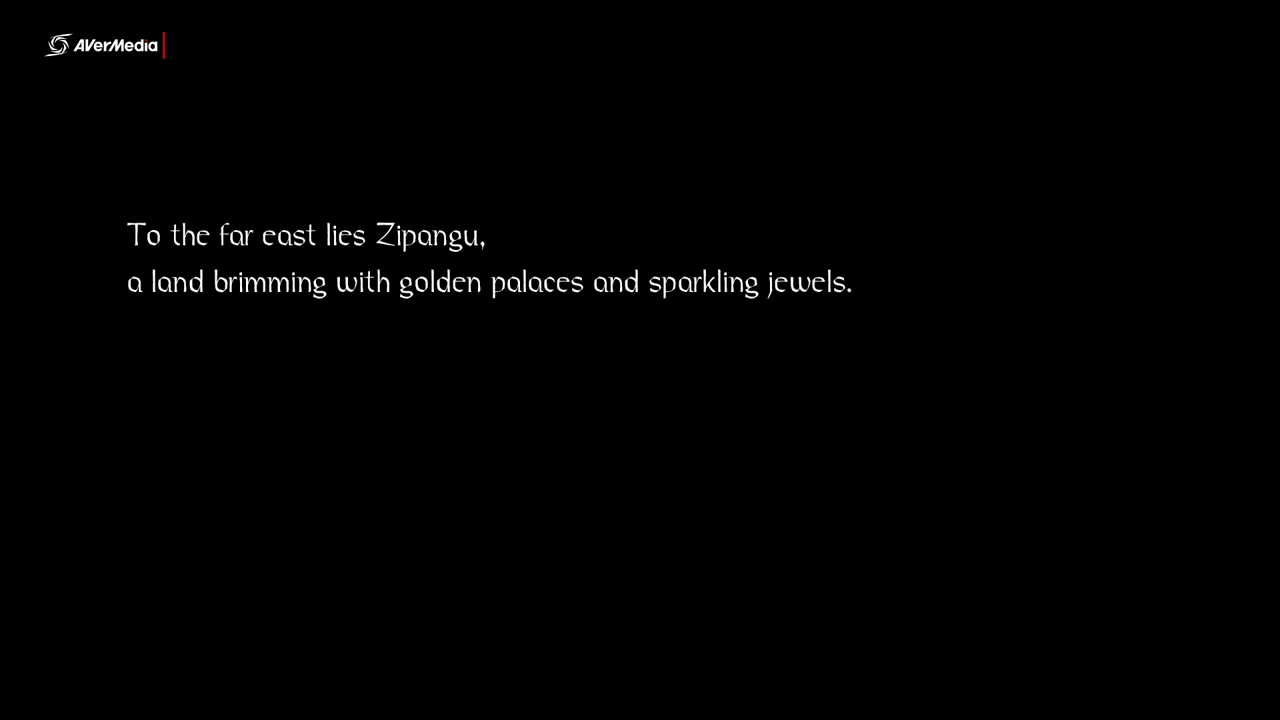 AVerMedia
To the far east lies Zipangu,
a land brimming with golden palaces and sparkling jewels.